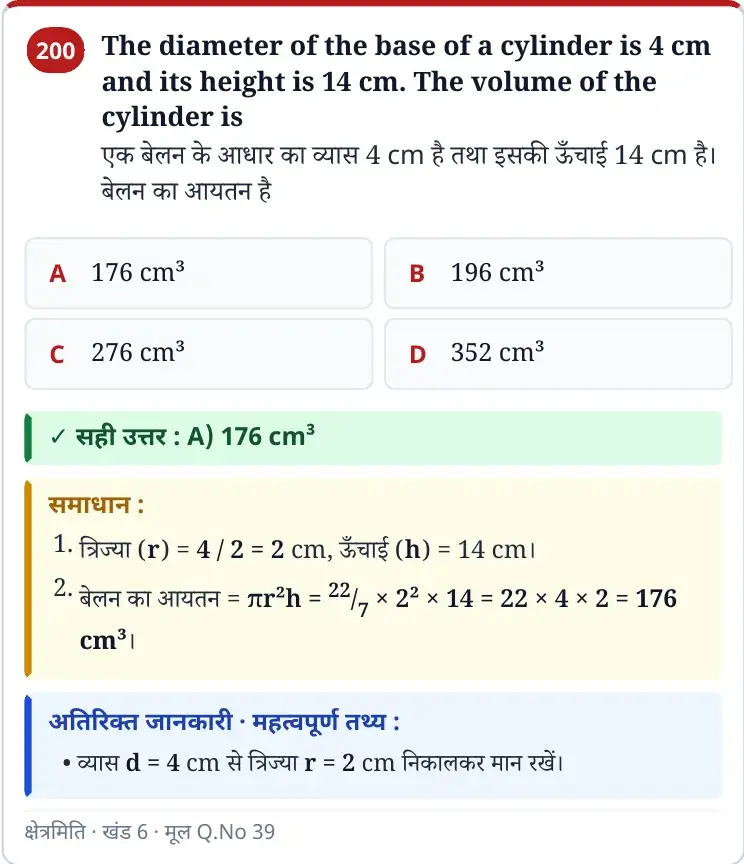 200 The diameter of the base of a cylinder is 4 cm
and its height is 14 cm. The volume of the
cylinder is
एक बेलन के आधार का व्यास 4 cm है तथा इसकी ऊँचाई 14 cm है।
बेलन का आयतन है
A 176 cm³ B 196 cm³
C 276 cm³ D 352 cm³
✓ सही उत्तर : A) 176 cm³
समाधान :
1. त्रिज्या (r) = 4 / 2 = 2 cm, ऊँचाई (h) = 14 cm।
2. बेलन का आयतन = πr²h = ²²/₇ × 2² × 14 = 22 × 4 × 2 = 176
cm³।
अतिरिक्त जानकारी · महत्वपूर्ण तथ्य :
• व्यास d = 4 cm से त्रिज्या r = 2 cm निकालकर मान रखें।
क्षेत्रमिति · खंड 6 · मूल Q.No 39